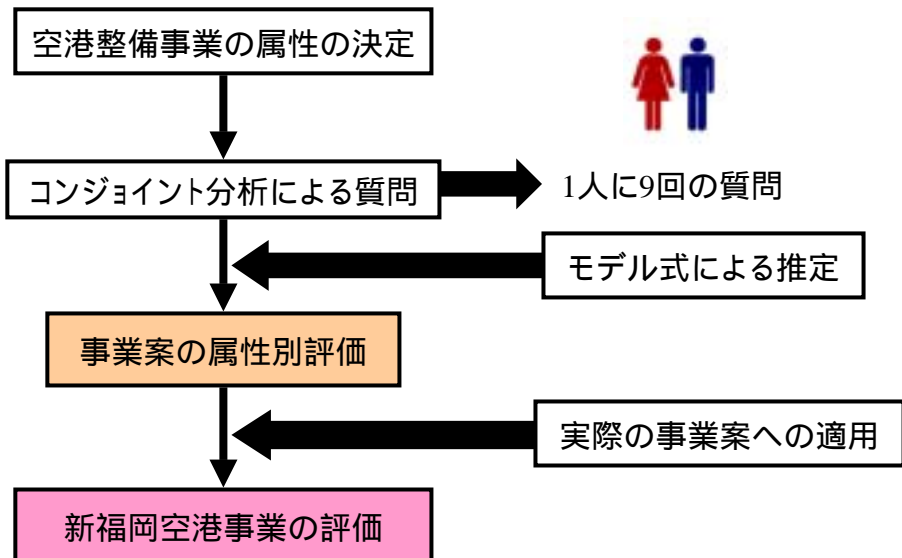 空港整備事業の属性の決定
コンジョイント分析による質問
1人に9回の質問
モデル式による推定
事業案の属性別評価
実際の事業案への適用
新福岡空港事業の評価